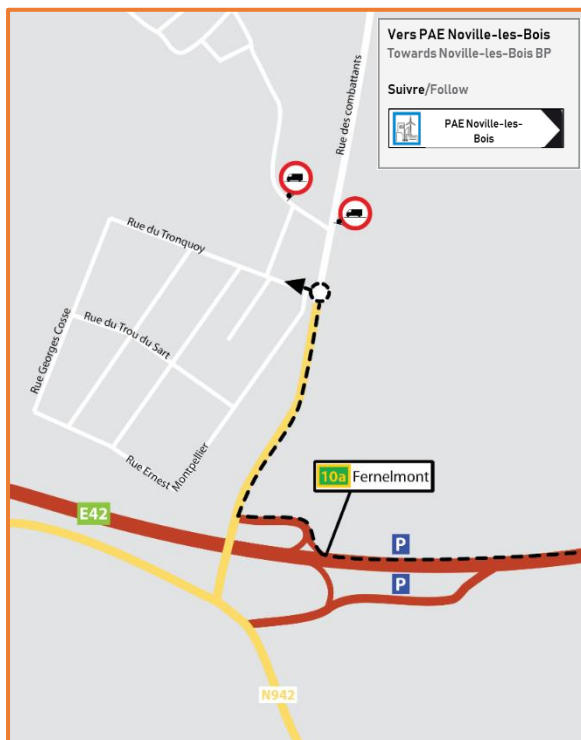 Vers PAE Noville-les-Bois
Towards Noville-les-Bois BP
Suivre/Follow
PAE Noville-les-
Bois
Rue des combattants
Rue du Tronquoy
Rue du Trou du Sart
Rue Georges Cosse
Rue Ernest
Montpellier
10a Fernelmont
E42
P
P
N942